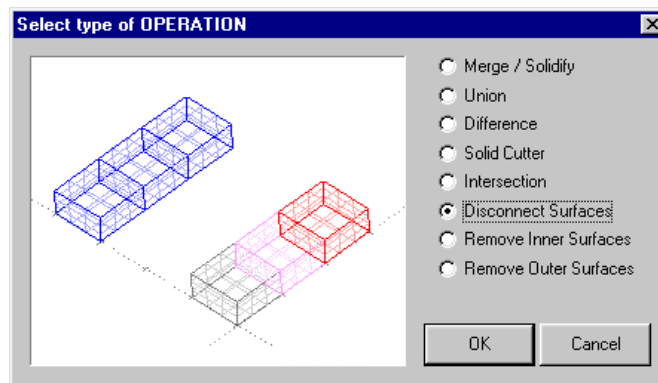 Select type of OPERATION
Merge / Solidify
Union
Difference
Solid Cutter
Intersection
Disconnect Surfaces
Remove Inner Surfaces
Remove Outer Surfaces
OK
Cancel